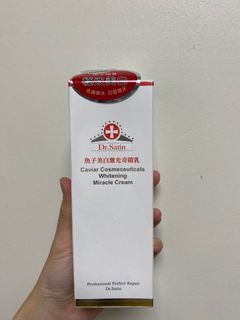 Dr.Satin
魚子美白激光奇蹟乳
Caviar Cosmeceuticals
Whitening
Miracle Cream
Professional Perfect Repair
Dr.Satin